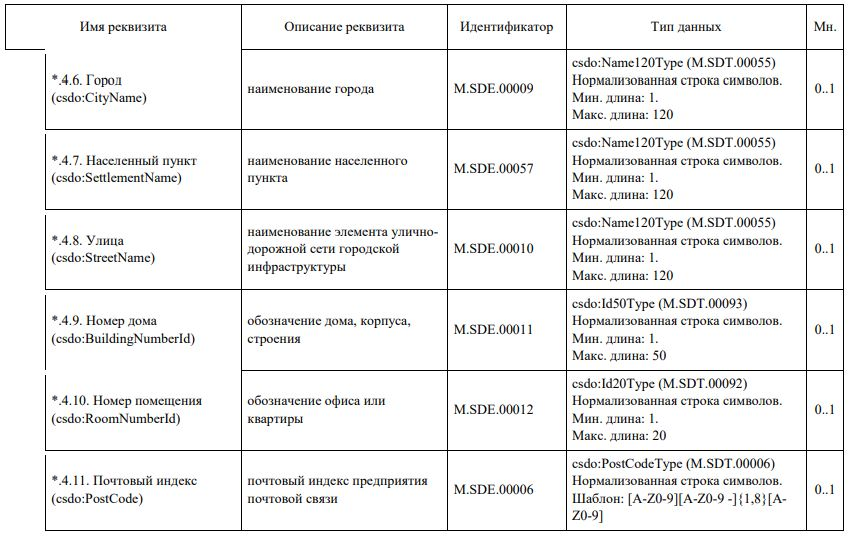 Имя реквизита
Описание реквизита
Идентификатор
Тип данных
Мн.
*.4.6. Город
(csdo:CityName)
наименование города
M.SDE.00009
csdo:Name120Type (M.SDT.00055)
Нормализованная строка символов.
Мин. длина: 1.
Макс. длина: 120
0..1
*.4.7. Населенный пункт
(csdo:SettlementName)
наименование населенного
пункта
M.SDE.00057
csdo:Name120Type (M.SDT.00055)
Нормализованная строка символов.
Мин. длина: 1.
Макс. длина: 120
0..1
*.4.8. Улица
(csdo:StreetName)
наименование элемента улично-
дорожной сети городской
инфраструктуры
M.SDE.00010
csdo:Name120Type (M.SDT.00055)
Нормализованная строка символов.
Мин. длина: 1.
Макс. длина: 120
0..1
*.4.9. Номер дома
(csdo:BuildingNumberId)
обозначение дома, корпуса,
строения
M.SDE.00011
csdo:Id50Type (M.SDT.00093)
Нормализованная строка символов.
Мин. длина: 1.
Макс. длина: 50
0..1
*.4.10. Номер помещения
(csdo:RoomNumberId)
обозначение офиса или
квартиры
M.SDE.00012
csdo:Id20Type (M.SDT.00092)
Нормализованная строка символов.
Мин. длина: 1.
Макс. длина: 20
0..1
*.4.11. Почтовый индекс
(csdo:PostCode)
почтовый индекс предприятия
почтовой связи
M.SDE.00006
csdo:PostCodeType (M.SDT.00006)
Нормализованная строка символов.
Шаблон: [A-Z0-9][A-Z0-9 -]{1,8}[A-
Z0-9]
0..1